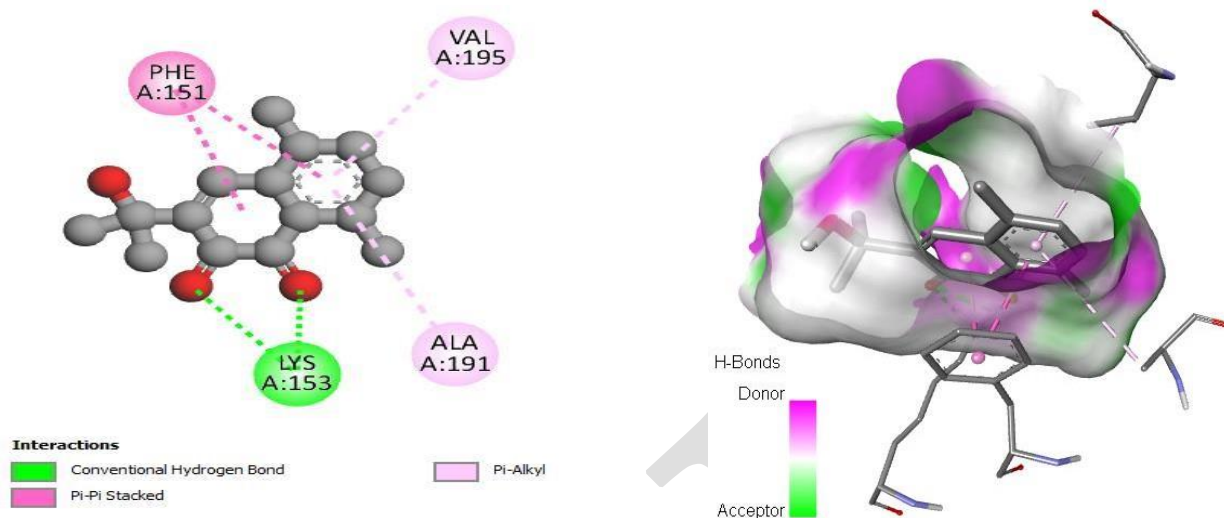 VAL
A:195
PHE
A:151
LYS
A:153
ALA
A:191
Interactions
Conventional Hydrogen Bond
Pi-Pi Stacked
Pi-Alkyl
H-Bonds
Donor
Acceptor